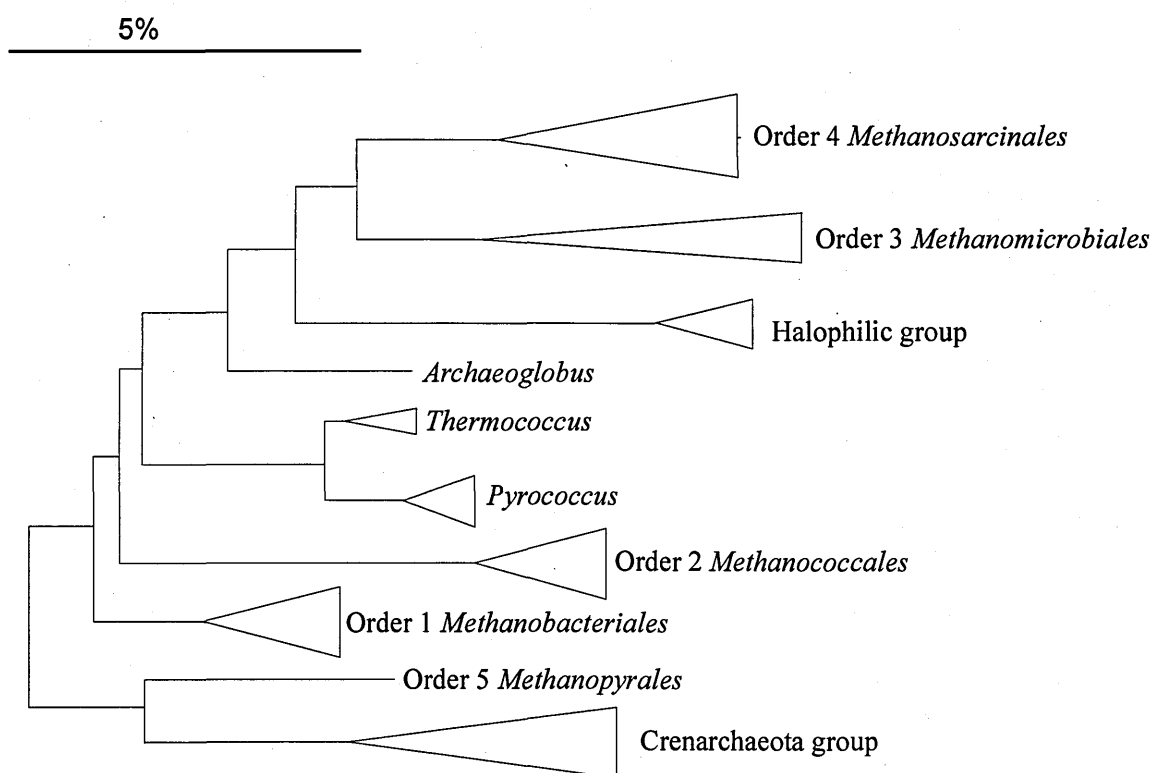 5%
Order 4 Methanosarcinales
Order 3 Methanomicrobiales
Halophilic group
Archaeoglobus
Thermococcus
Pyrococcus
Order 2 Methanococcales
Order 1 Methanobacteriales
Order 5 Methanopyrales
Crenarchaeota group